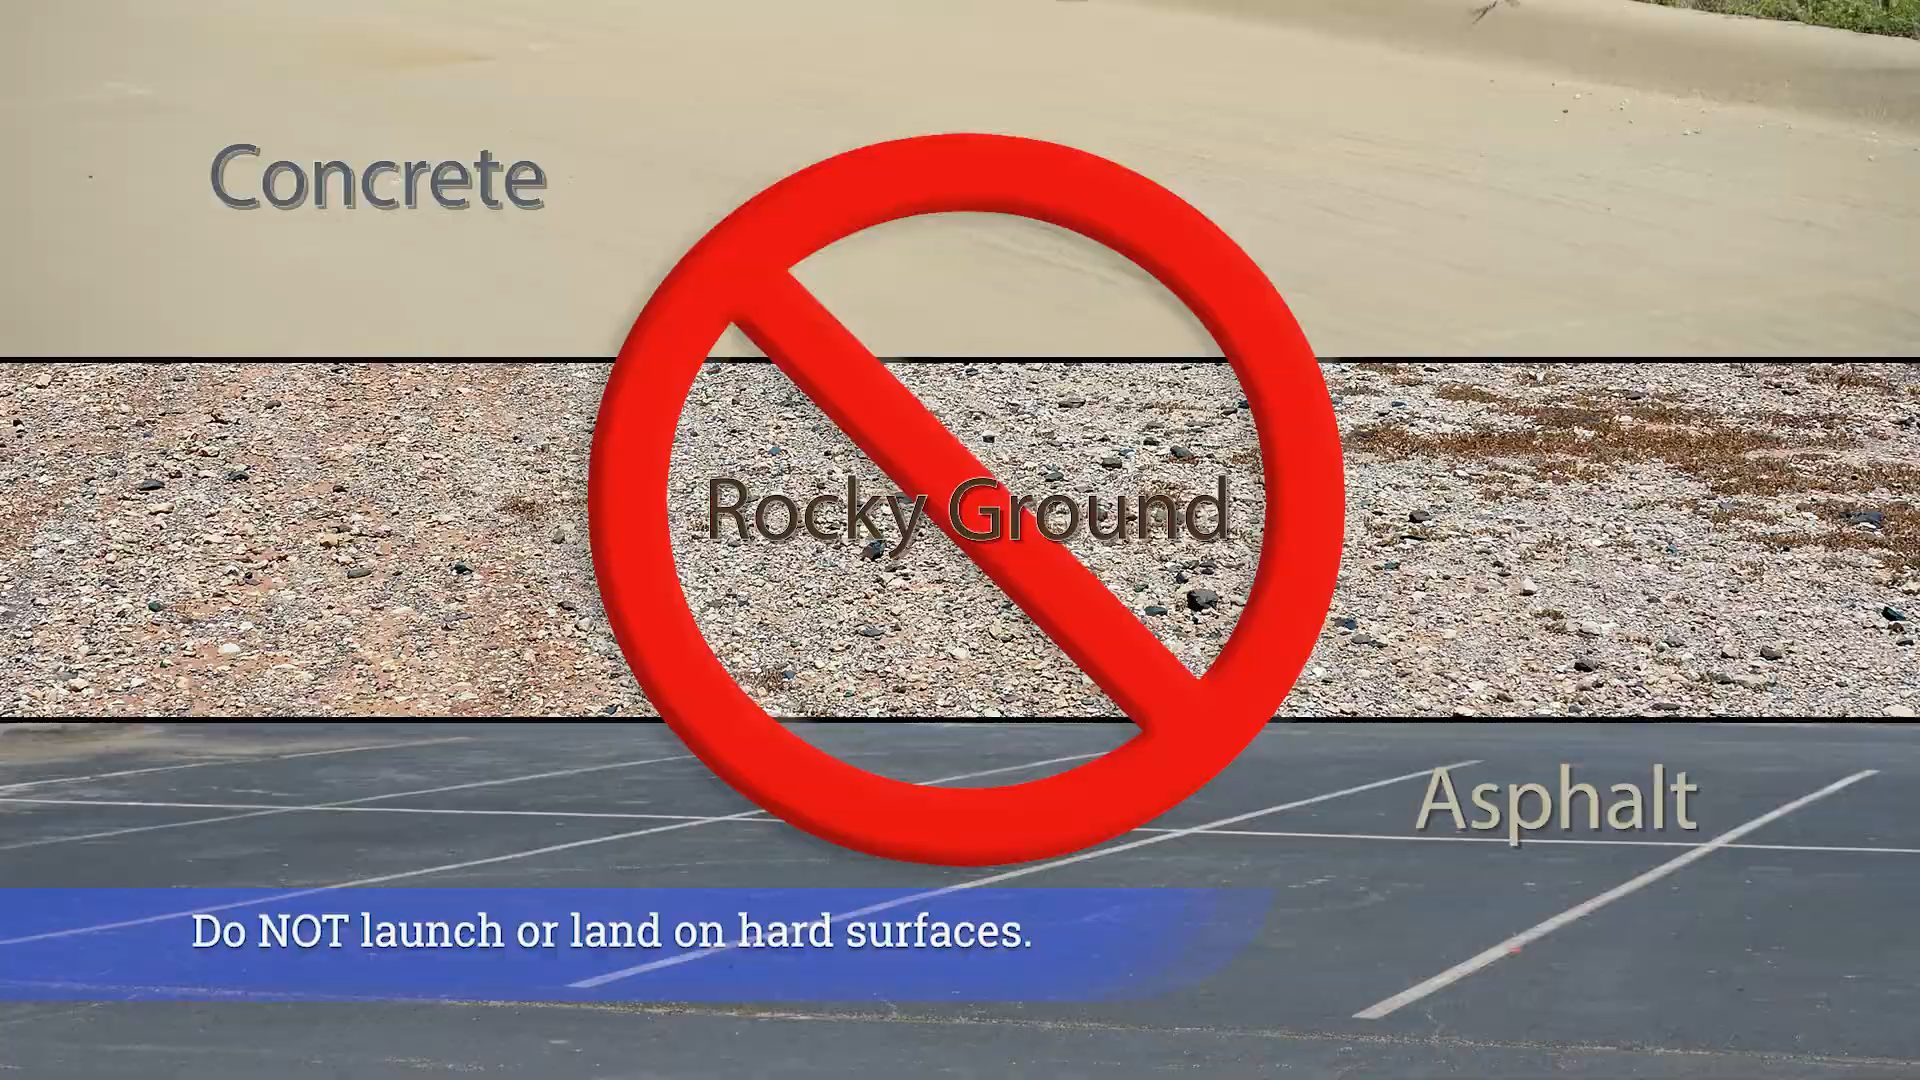 Concrete
Rocky Ground
Asphalt
Do NOT launch or land on hard surfaces.